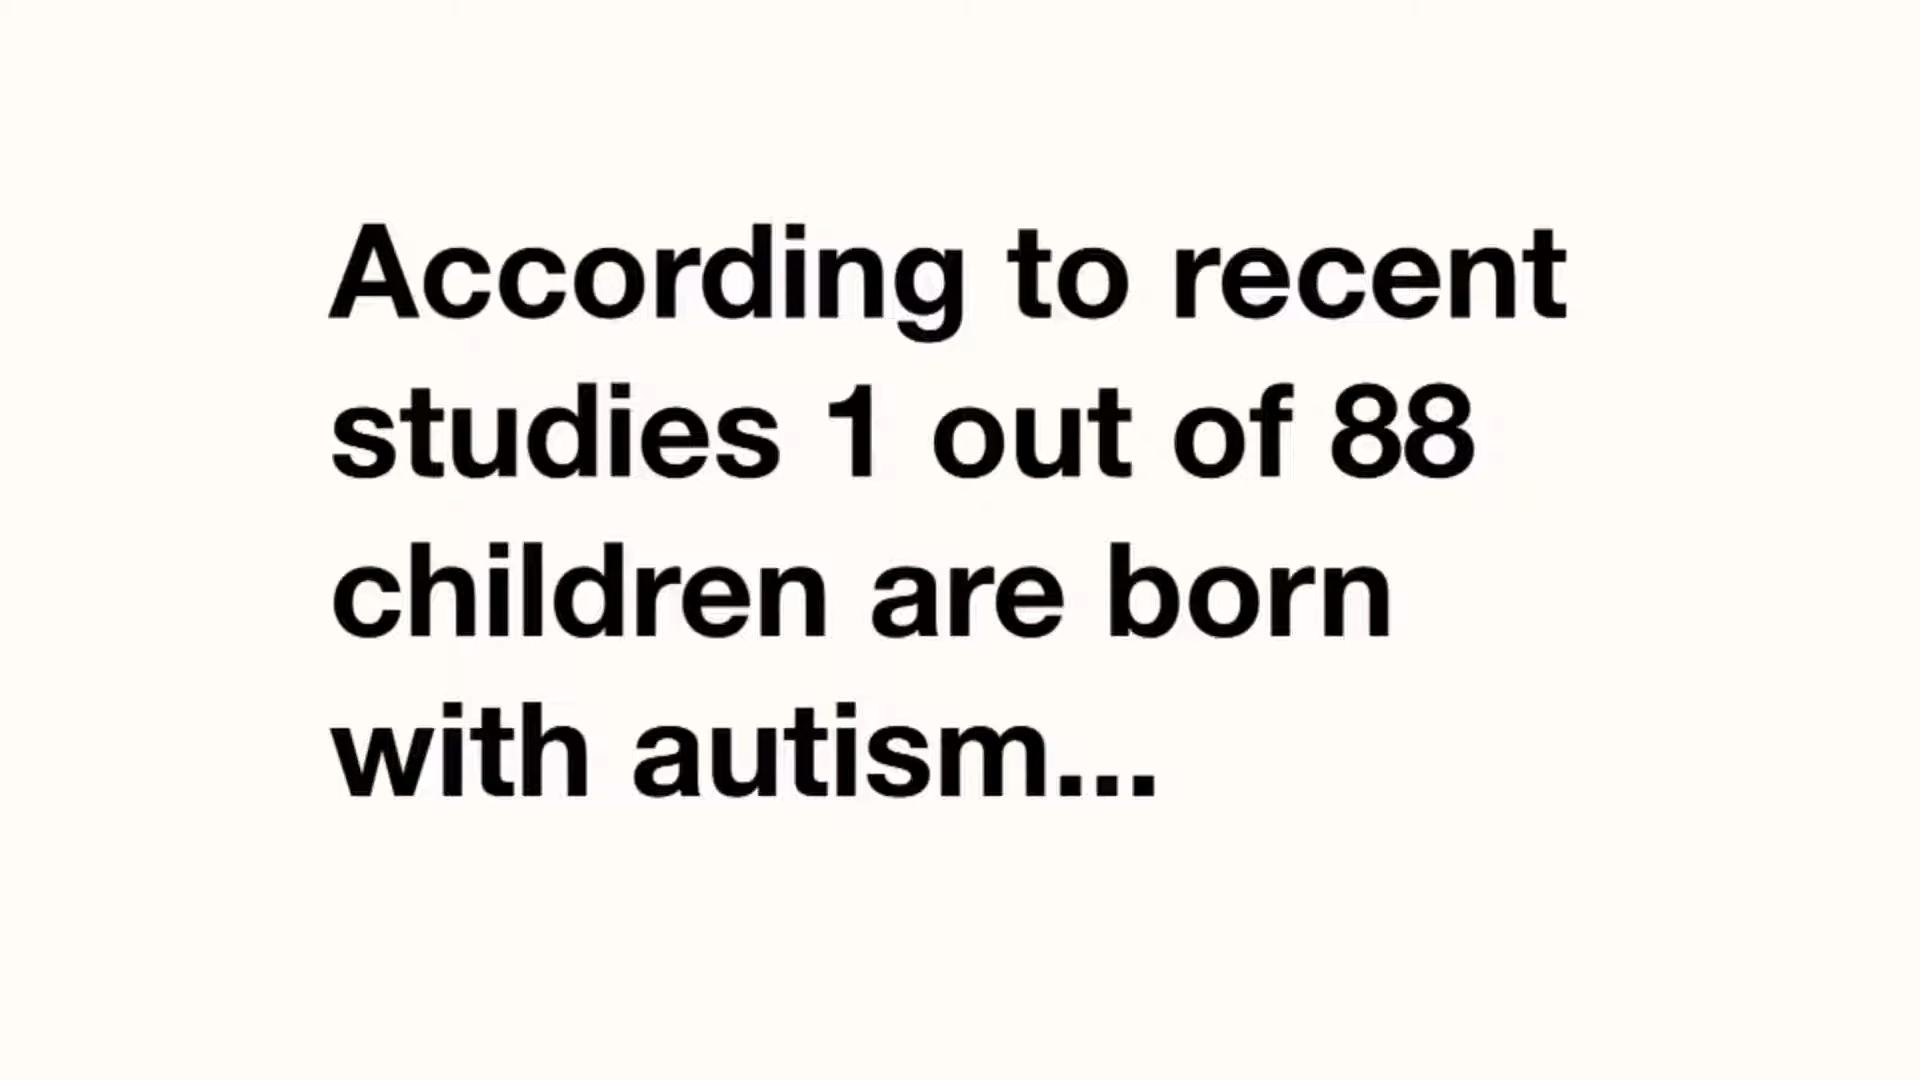 According to recent
studies 1 out of 88
children are born
with autism...